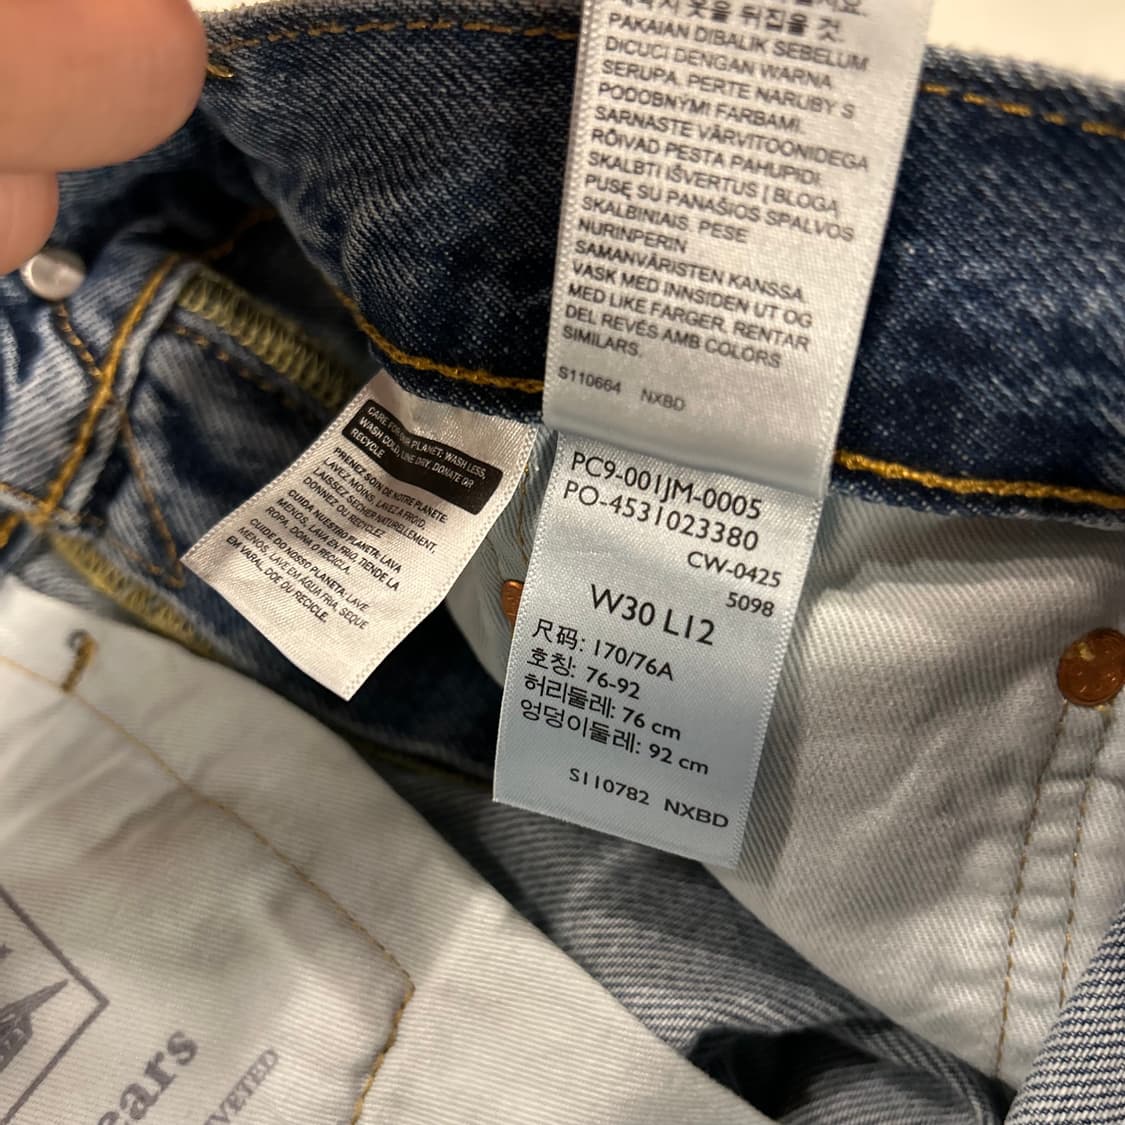 뒤집을 것.
PAKAIAN DIBALIK SEBELUM
DICUCI DENGAN WARNA
SERUPA. PERTE NARUBY S
PODOBNÝMI FARBAMI.
SARNASTE VÄRVITOONIDEGA
RÕIVAD PESTA PAHUPIDI.
SKALBTI IŠVERTUS Į BLOGĄ
PUSĘ SU PANAŠIOS SPALVOS
SKALBINIAIS. PESE
NURINPERIN
SAMANVÄRISTEN KANSSA.
VASK MED INNSIDEN UT OG
MED LIKE FARGER. RENTAR
DEL REVÉS AMB COLORS
SIMILARS.
S110664 NXBD
CARE FOR OUR PLANET: WASH LESS,
WASH COLD, LINE DRY, DONATE OR
RECYCLE.
PRENEZ SOIN DE NOTRE PLANÈTE:
LAVEZ MOINS, LAVEZ À FROID,
LAISSEZ SÉCHER NATURELLEMENT,
DONNEZ OU RECYCLEZ.
CUIDA NUESTRO PLANETA: LAVA
MENOS, LAVA EN FRÍO, TIENDE LA
ROPA, DONA O RECICLA.
CUIDE DO NOSSO PLANETA: LAVE
MENOS, LAVE EM ÁGUA FRIA, SEQUE
EM VARAL, DOE OU RECICLE.
PC9-001JM-0005
PO-4531023380
CW-0425
5098
W30 L12
尺码: 170/76A
호칭: 76-92
허리둘레: 76 cm
엉덩이둘레: 92 cm
S110782 NXBD
ears
VETED